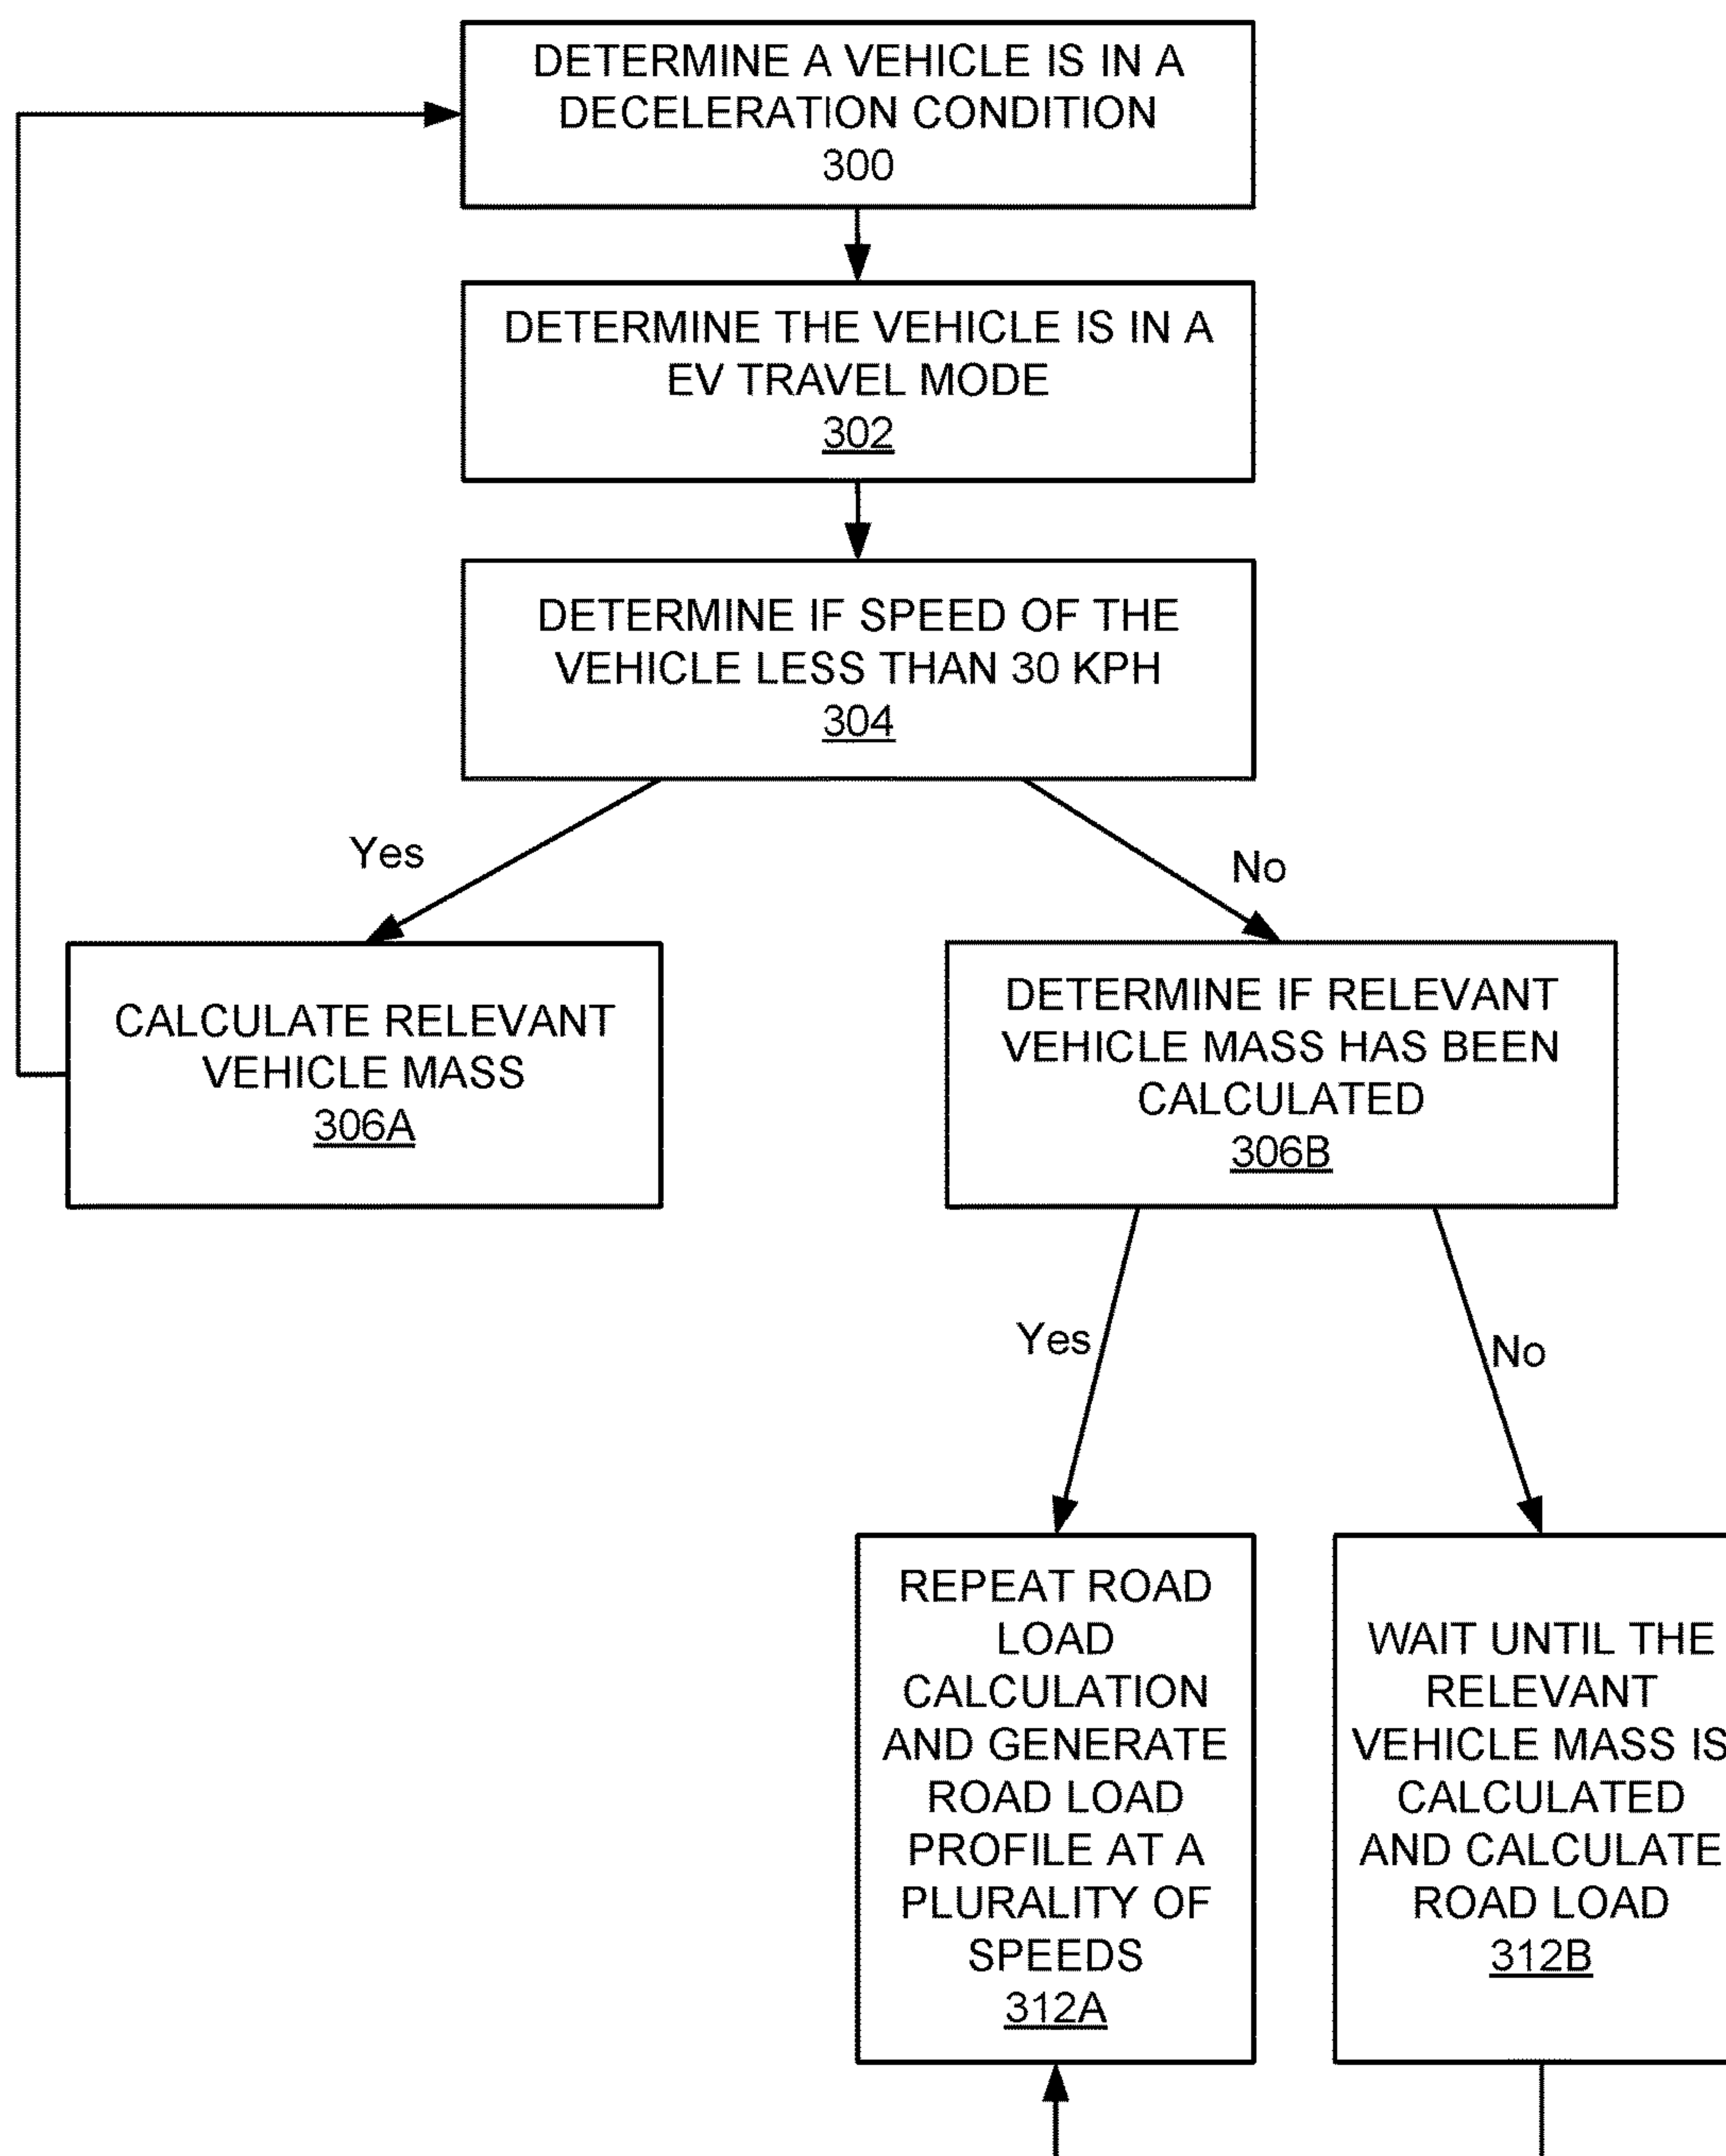 DETERMINE A VEHICLE IS IN A
DECELERATION CONDITION
300
DETERMINE THE VEHICLE IS IN A
EV TRAVEL MODE
302
DETERMINE IF SPEED OF THE
VEHICLE LESS THAN 30 KPH
304
Yes
No
CALCULATE RELEVANT
VEHICLE MASS
306A
DETERMINE IF RELEVANT
VEHICLE MASS HAS BEEN
CALCULATED
306B
Yes
No
REPEAT ROAD
LOAD
CALCULATION
AND GENERATE
ROAD LOAD
PROFILE AT A
PLURALITY OF
SPEEDS
312A
WAIT UNTIL THE
RELEVANT
VEHICLE MASS IS
CALCULATED
AND CALCULATE
ROAD LOAD
312B